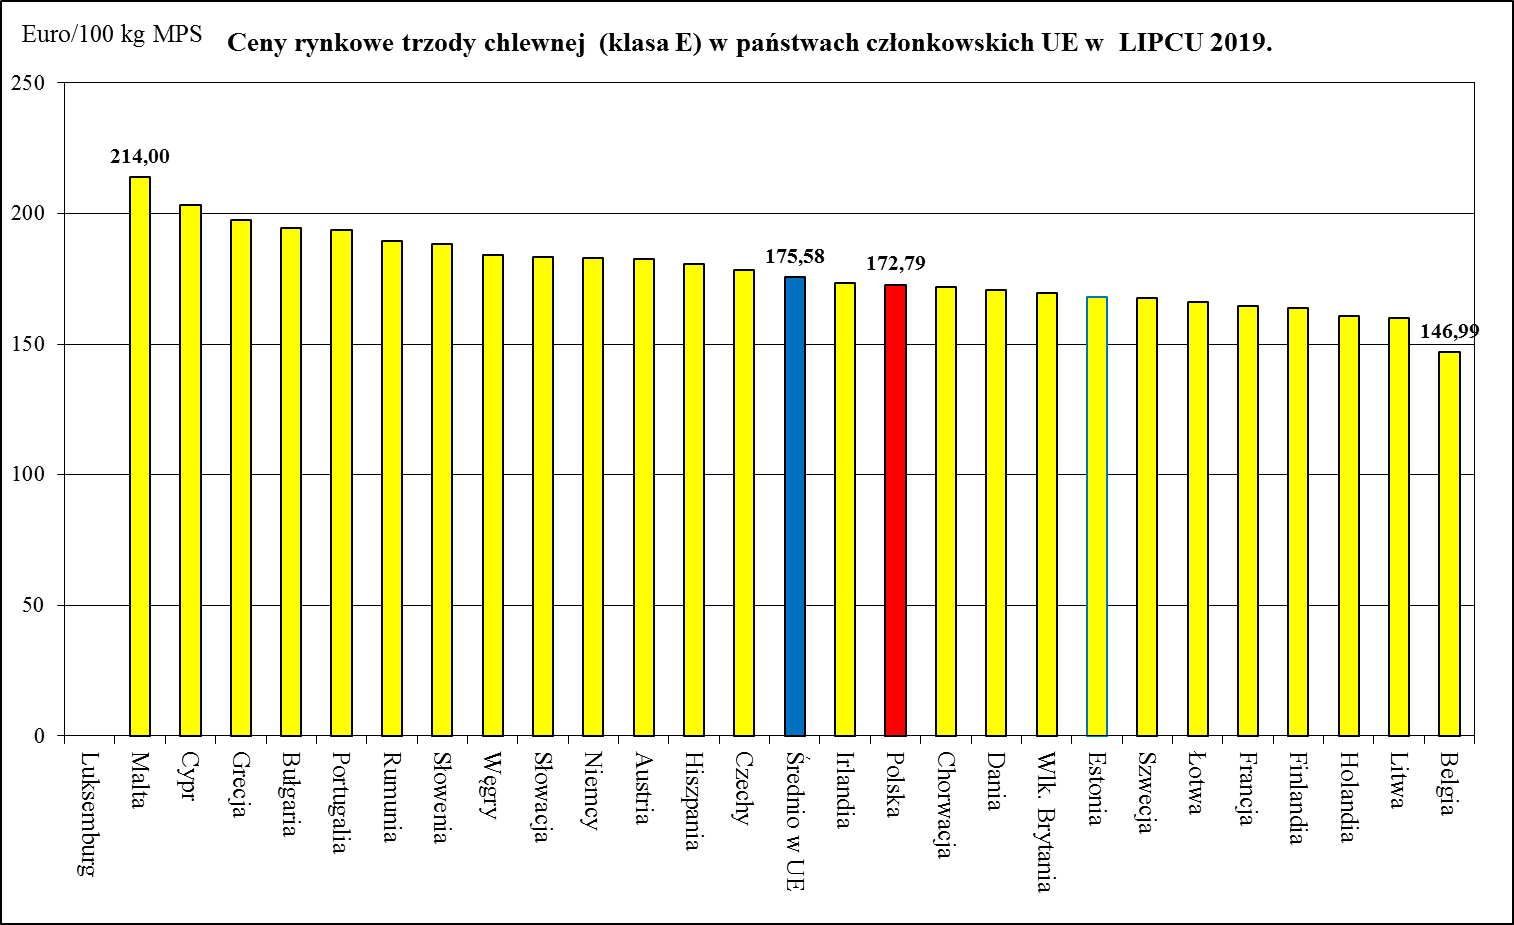 Euro/100 kg MPS
Ceny rynkowe trzody chlewnej (klasa E) w państwach członkowskich UE w LIPCU 2019.
250
200
150
100
50
0
214,00
175,58
172,79
146,99
Luksemburg
Malta
Cypr
Grecja
Bułgaria
Portugalia
Rumunia
Słowenia
Węgry
Słowacja
Niemcy
Austria
Hiszpania
Czechy
Średnio w UE
Irlandia
Polska
Chorwacja
Dania
Wlk. Brytania
Estonia
Szwecja
Łotwa
Francja
Finlandia
Holandia
Litwa
Belgia